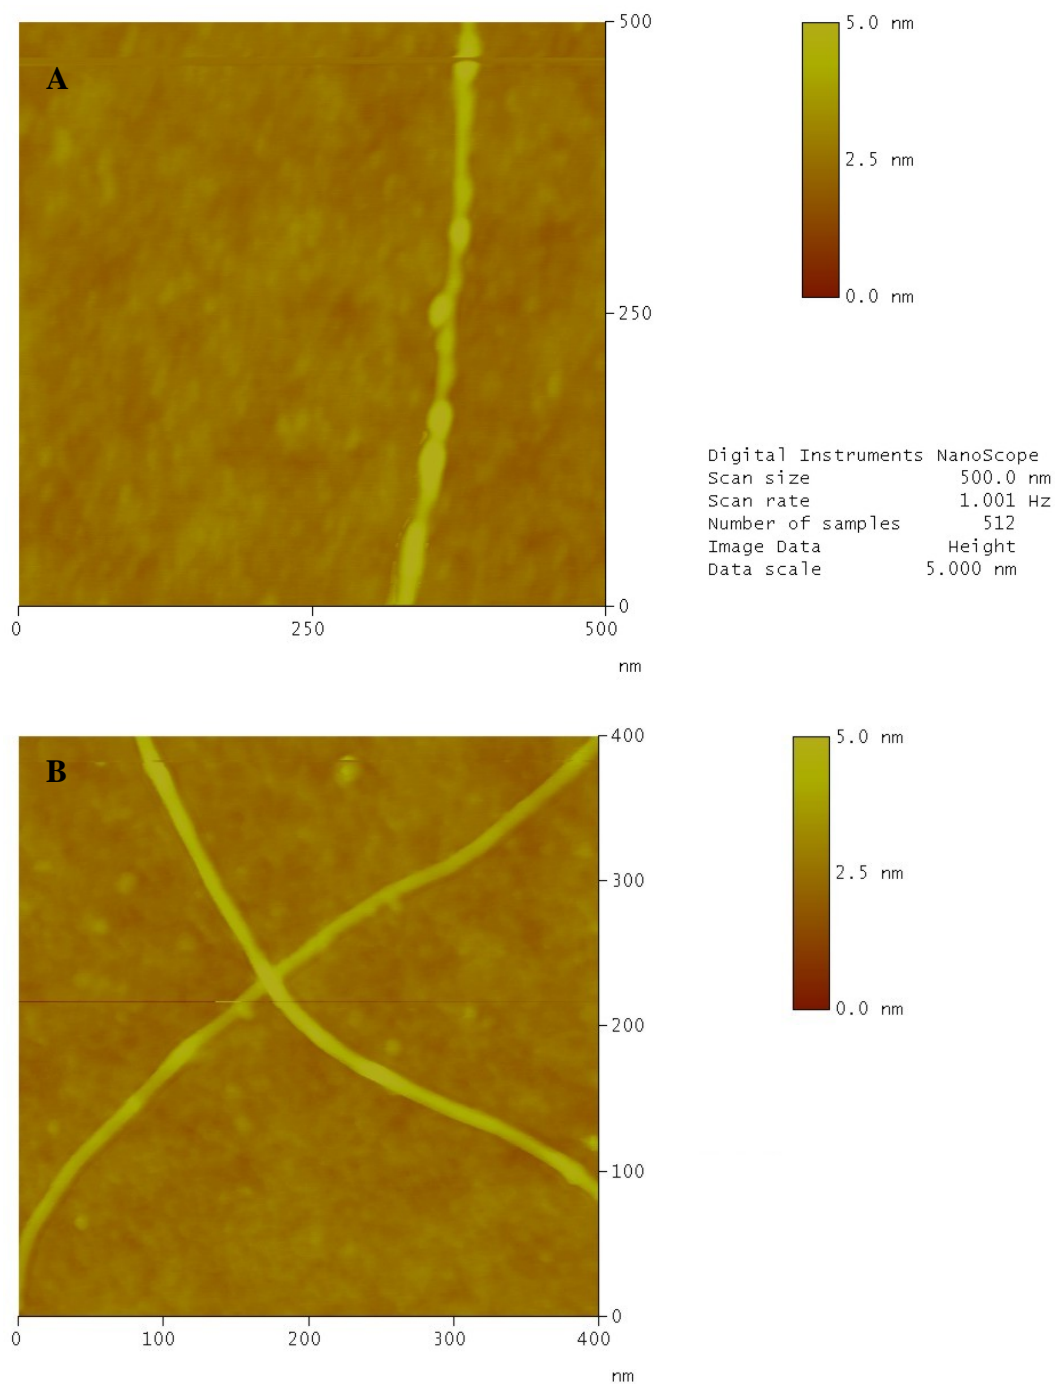 A
500
250
0
0 250 500
nm
5.0 nm
2.5 nm
0.0 nm
Digital Instruments NanoScope
Scan size 500.0 nm
Scan rate 1.001 Hz
Number of samples 512
Image Data Height
Data scale 5.000 nm
B
400
300
200
100
0
0 100 200 300 400
nm
5.0 nm
2.5 nm
0.0 nm